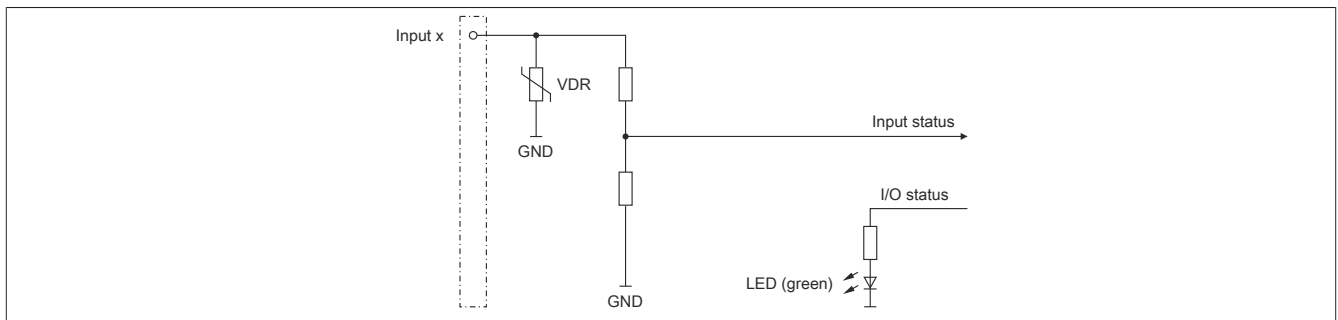 Input x
VDR
GND
Input status
I/O status
LED (green)
GND